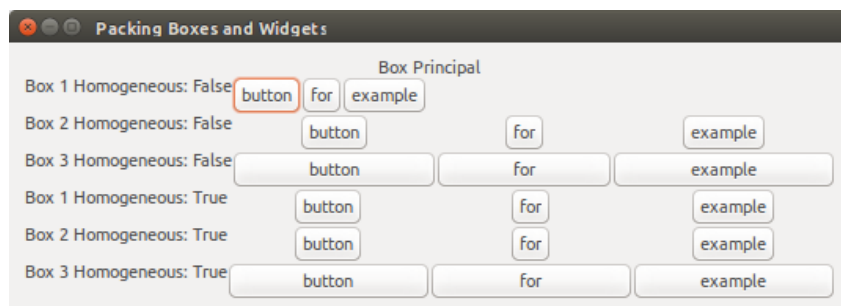 Packing Boxes and Widgets
Box Principal
Box 1 Homogeneous: False button for example
Box 2 Homogeneous: False button for example
Box 3 Homogeneous: False button for example
Box 1 Homogeneous: True button for example
Box 2 Homogeneous: True button for example
Box 3 Homogeneous: True button for example